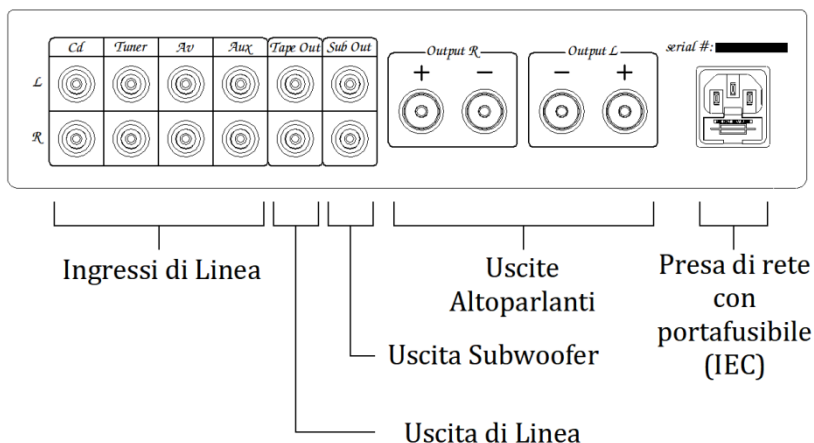 Cd Tuner Av Aux Tape Out Sub Out
Output R
Output L
serial #:
+ - - +
L
R
Ingressi di Linea
Uscite
Altoparlanti
Presa di rete
con
portafusibile
(IEC)
Uscita Subwoofer
Uscita di Linea